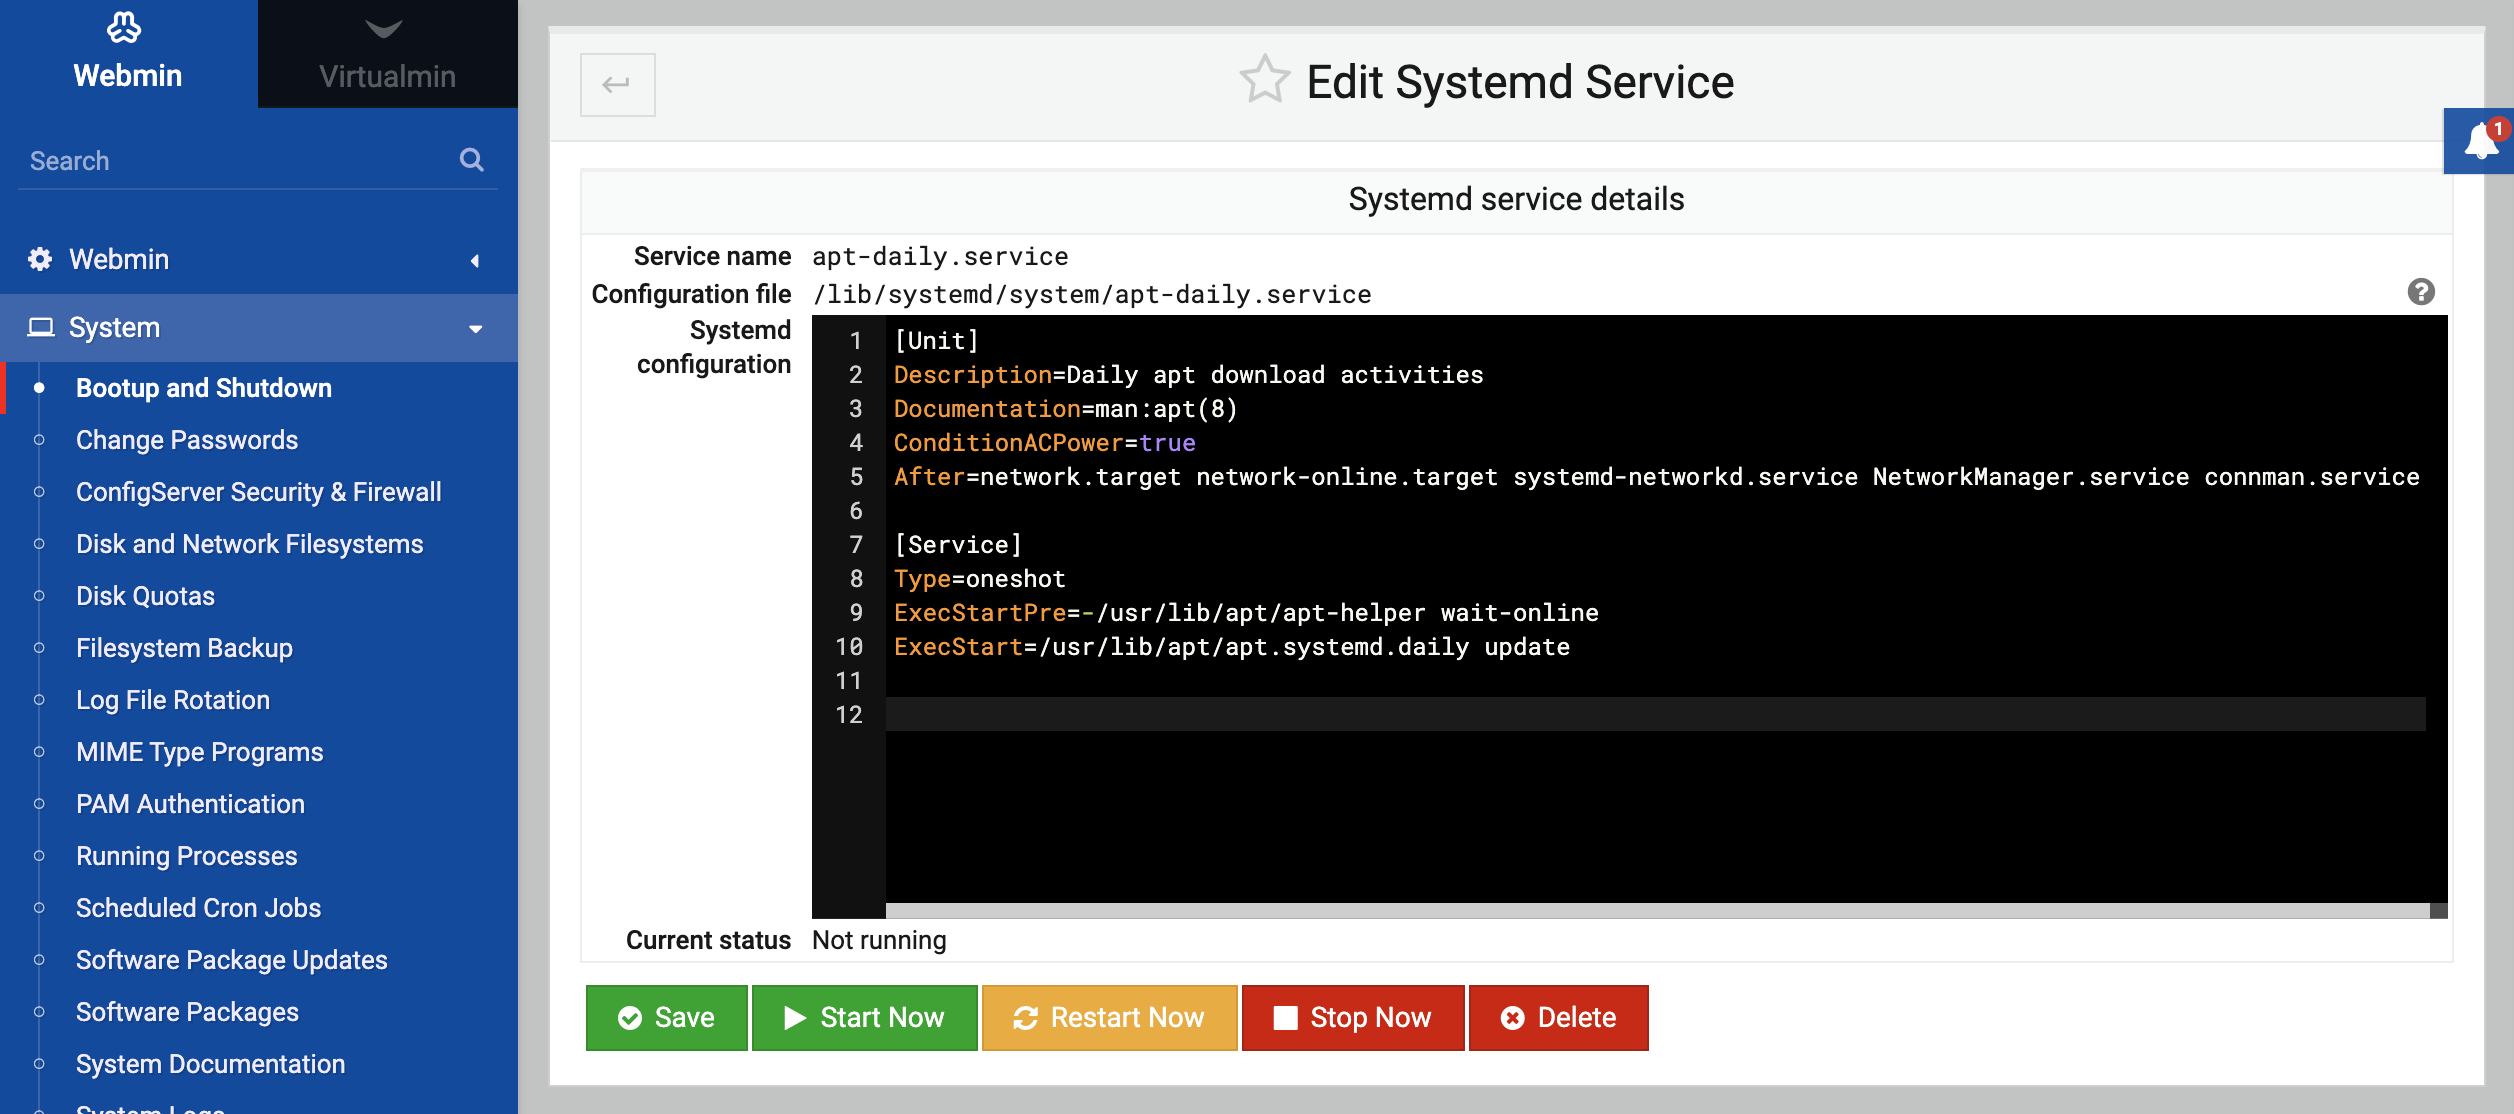 Webmin
Virtualmin
Search
Webmin
System
Bootup and Shutdown
Change Passwords
ConfigServer Security & Firewall
Disk and Network Filesystems
Disk Quotas
Filesystem Backup
Log File Rotation
MIME Type Programs
PAM Authentication
Running Processes
Scheduled Cron Jobs
Software Package Updates
Software Packages
System Documentation
System Logs
Edit Systemd Service
1
Systemd service details
Service name apt-daily.service
Configuration file /lib/systemd/system/apt-daily.service
?
Systemd
configuration
1 [Unit]
2 Description=Daily apt download activities
3 Documentation=man:apt(8)
4 ConditionACPower=true
5 After=network.target network-online.target systemd-networkd.service NetworkManager.service connman.service
6
7 [Service]
8 Type=oneshot
9 ExecStartPre=-/usr/lib/apt/apt-helper wait-online
10 ExecStart=/usr/lib/apt/apt.systemd.daily update
11
12
Current status Not running
Save
Start Now
Restart Now
Stop Now
Delete